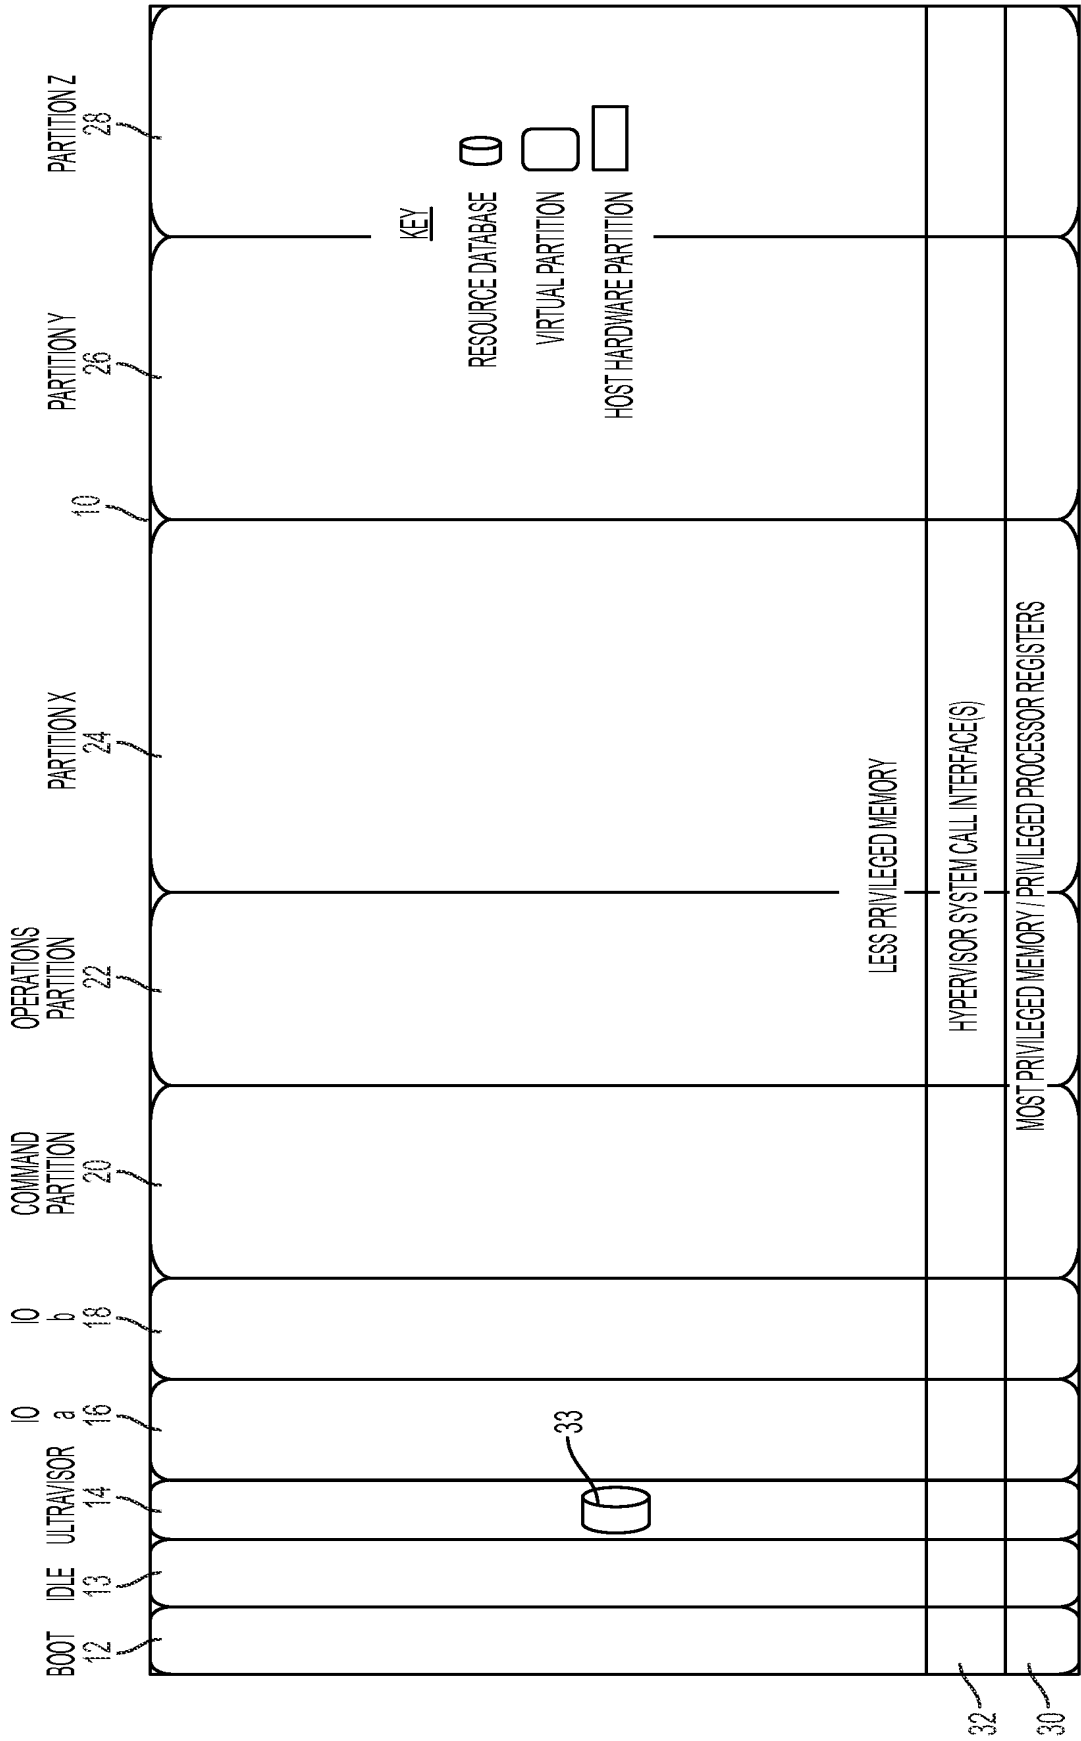 BOOT
12
IDLE
13
ULTRAVISOR
14
IO
a
16
IO
b
18
COMMAND
PARTITION
20
OPERATIONS
PARTITION
22
PARTITION X
24
10
PARTITION Y
26
PARTITION Z
28
KEY
RESOURCE DATABASE
VIRTUAL PARTITION
HOST HARDWARE PARTITION
33
LESS PRIVILEGED MEMORY
HYPERVISOR SYSTEM CALL INTERFACE(S)
MOST PRIVILEGED MEMORY / PRIVILEGED PROCESSOR REGISTERS
32
30